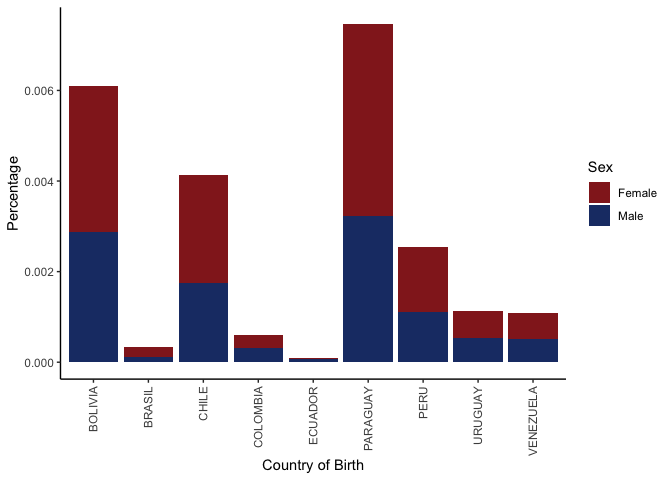 Percentage
0.006
0.004
0.002
0.000
BOLIVIA
BRASIL
CHILE
COLOMBIA
ECUADOR
PARAGUAY
PERU
URUGUAY
VENEZUELA
Country of Birth
Sex
Female
Male